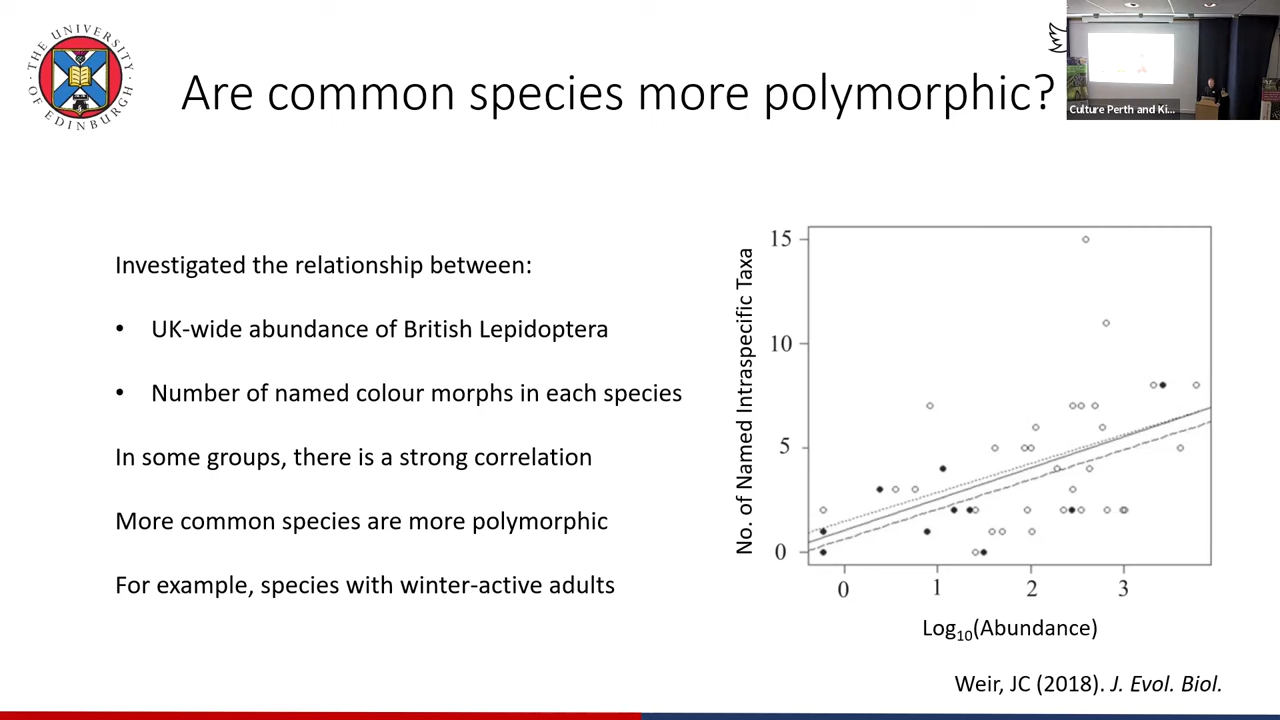 THE UNIVERSITY OF EDINBURGH
Are common species more polymorphic?
Culture Perth and Ki...
Investigated the relationship between:
• UK-wide abundance of British Lepidoptera
• Number of named colour morphs in each species
In some groups, there is a strong correlation
More common species are more polymorphic
For example, species with winter-active adults
No. of Named Intraspecific Taxa
15
10
5
0
0 1 2 3
Log10(Abundance)
Weir, JC (2018). J. Evol. Biol.